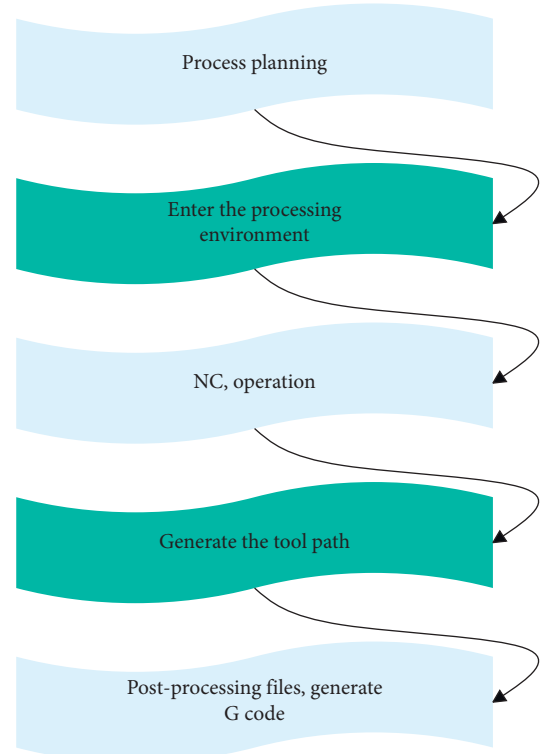 Process planning
Enter the processing
environment
NC, operation
Generate the tool path
Post-processing files, generate
G code